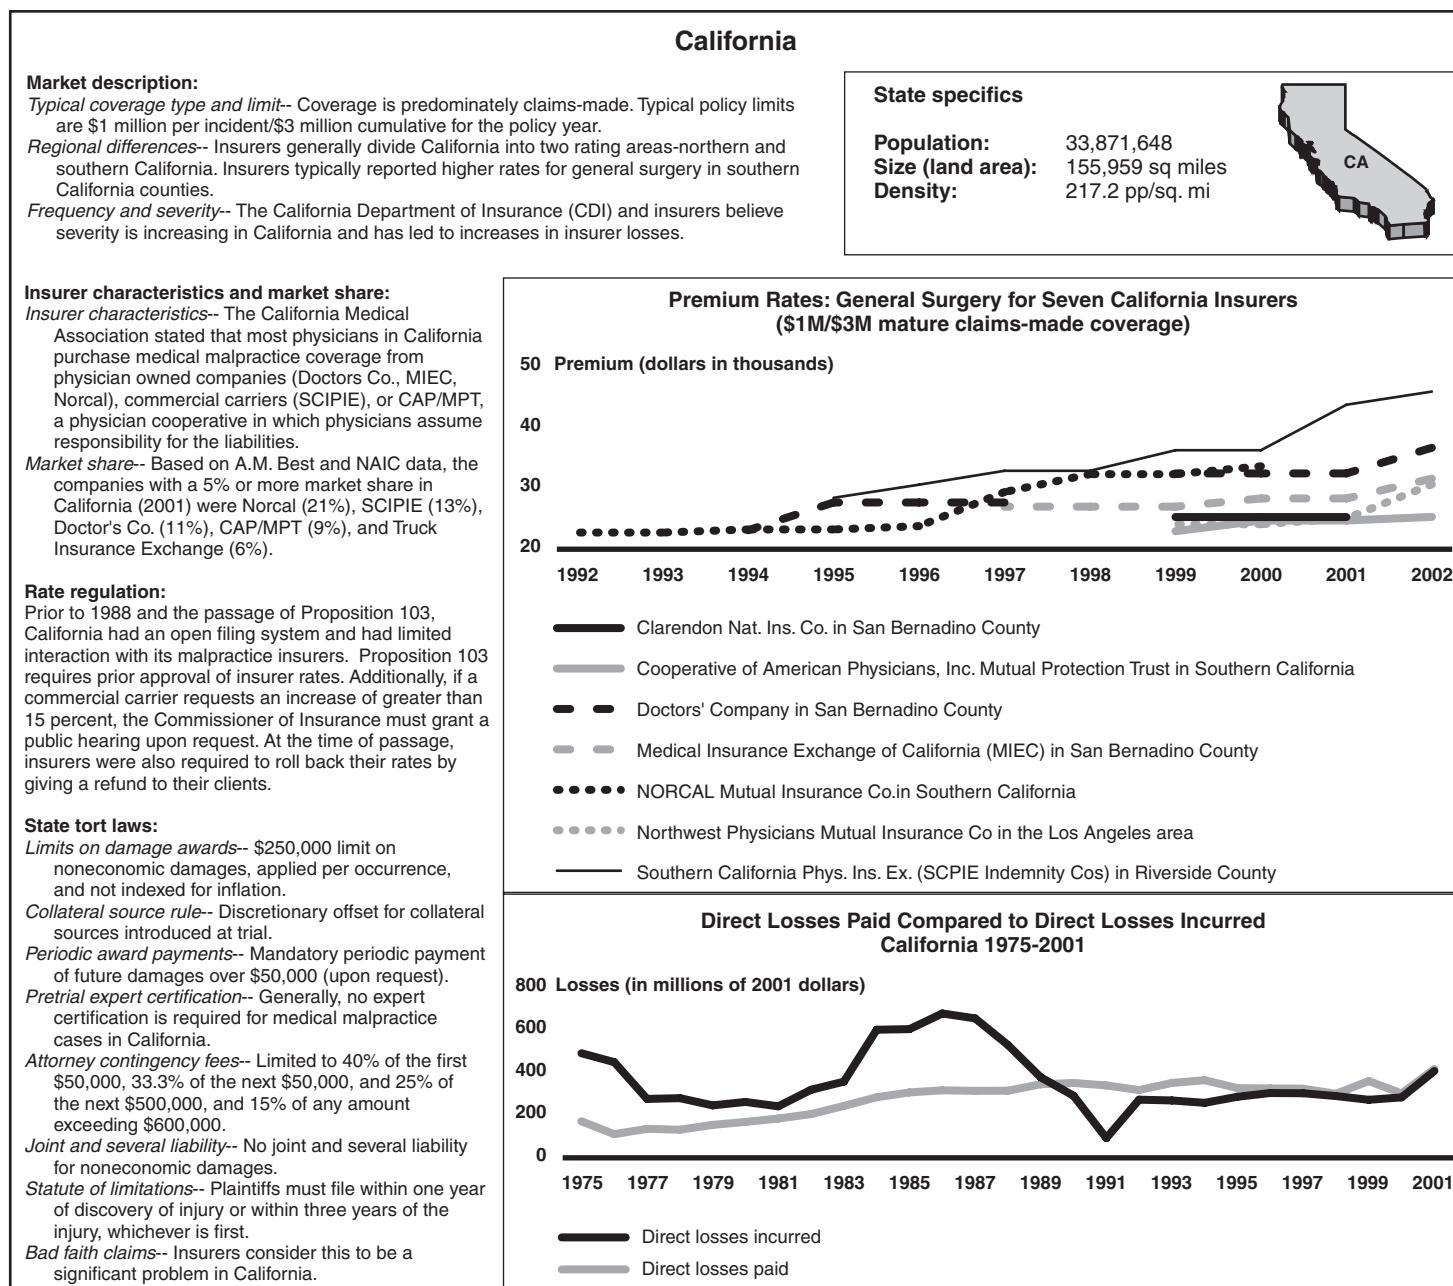 California
Market description:
Typical coverage type and limit-- Coverage is predominately claims-made. Typical policy limits
are $1 million per incident/$3 million cumulative for the policy year.
Regional differences-- Insurers generally divide California into two rating areas-northern and
southern California. Insurers typically reported higher rates for general surgery in southern
California counties.
Frequency and severity-- The California Department of Insurance (CDI) and insurers believe
severity is increasing in California and has led to increases in insurer losses.
State specifics
Population: 33,871,648
Size (land area): 155,959 sq miles
Density: 217.2 pp/sq. mi
CA
Insurer characteristics and market share:
Insurer characteristics-- The California Medical
Association stated that most physicians in California
purchase medical malpractice coverage from
physician owned companies (Doctors Co., MIEC,
Norcal), commercial carriers (SCIPIE), or CAP/MPT,
a physician cooperative in which physicians assume
responsibility for the liabilities.
Market share-- Based on A.M. Best and NAIC data, the
companies with a 5% or more market share in
California (2001) were Norcal (21%), SCIPIE (13%),
Doctor's Co. (11%), CAP/MPT (9%), and Truck
Insurance Exchange (6%).
Rate regulation:
Prior to 1988 and the passage of Proposition 103,
California had an open filing system and had limited
interaction with its malpractice insurers. Proposition 103
requires prior approval of insurer rates. Additionally, if a
commercial carrier requests an increase of greater than
15 percent, the Commissioner of Insurance must grant a
public hearing upon request. At the time of passage,
insurers were also required to roll back their rates by
giving a refund to their clients.
State tort laws:
Limits on damage awards-- $250,000 limit on
noneconomic damages, applied per occurrence,
and not indexed for inflation.
Collateral source rule-- Discretionary offset for collateral
sources introduced at trial.
Periodic award payments-- Mandatory periodic payment
of future damages over $50,000 (upon request).
Pretrial expert certification-- Generally, no expert
certification is required for medical malpractice
cases in California.
Attorney contingency fees-- Limited to 40% of the first
$50,000, 33.3% of the next $50,000, and 25% of
the next $500,000, and 15% of any amount
exceeding $600,000.
Joint and several liability-- No joint and several liability
for noneconomic damages.
Statute of limitations-- Plaintiffs must file within one year
of discovery of injury or within three years of the
injury, whichever is first.
Bad faith claims-- Insurers consider this to be a
significant problem in California.
Premium Rates: General Surgery for Seven California Insurers
($1M/$3M mature claims-made coverage)
50 Premium (dollars in thousands)
40
30
20
1992 1993 1994 1995 1996 1997 1998 1999 2000 2001 2002
Clarendon Nat. Ins. Co. in San Bernadino County
Cooperative of American Physicians, Inc. Mutual Protection Trust in Southern California
Doctors' Company in San Bernadino County
Medical Insurance Exchange of California (MIEC) in San Bernadino County
NORCAL Mutual Insurance Co.in Southern California
Northwest Physicians Mutual Insurance Co in the Los Angeles area
Southern California Phys. Ins. Ex. (SCPIE Indemnity Cos) in Riverside County
Direct Losses Paid Compared to Direct Losses Incurred
California 1975-2001
800 Losses (in millions of 2001 dollars)
600
400
200
0
1975 1977 1979 1981 1983 1985 1987 1989 1991 1993 1995 1997 1999 2001
Direct losses incurred
Direct losses paid